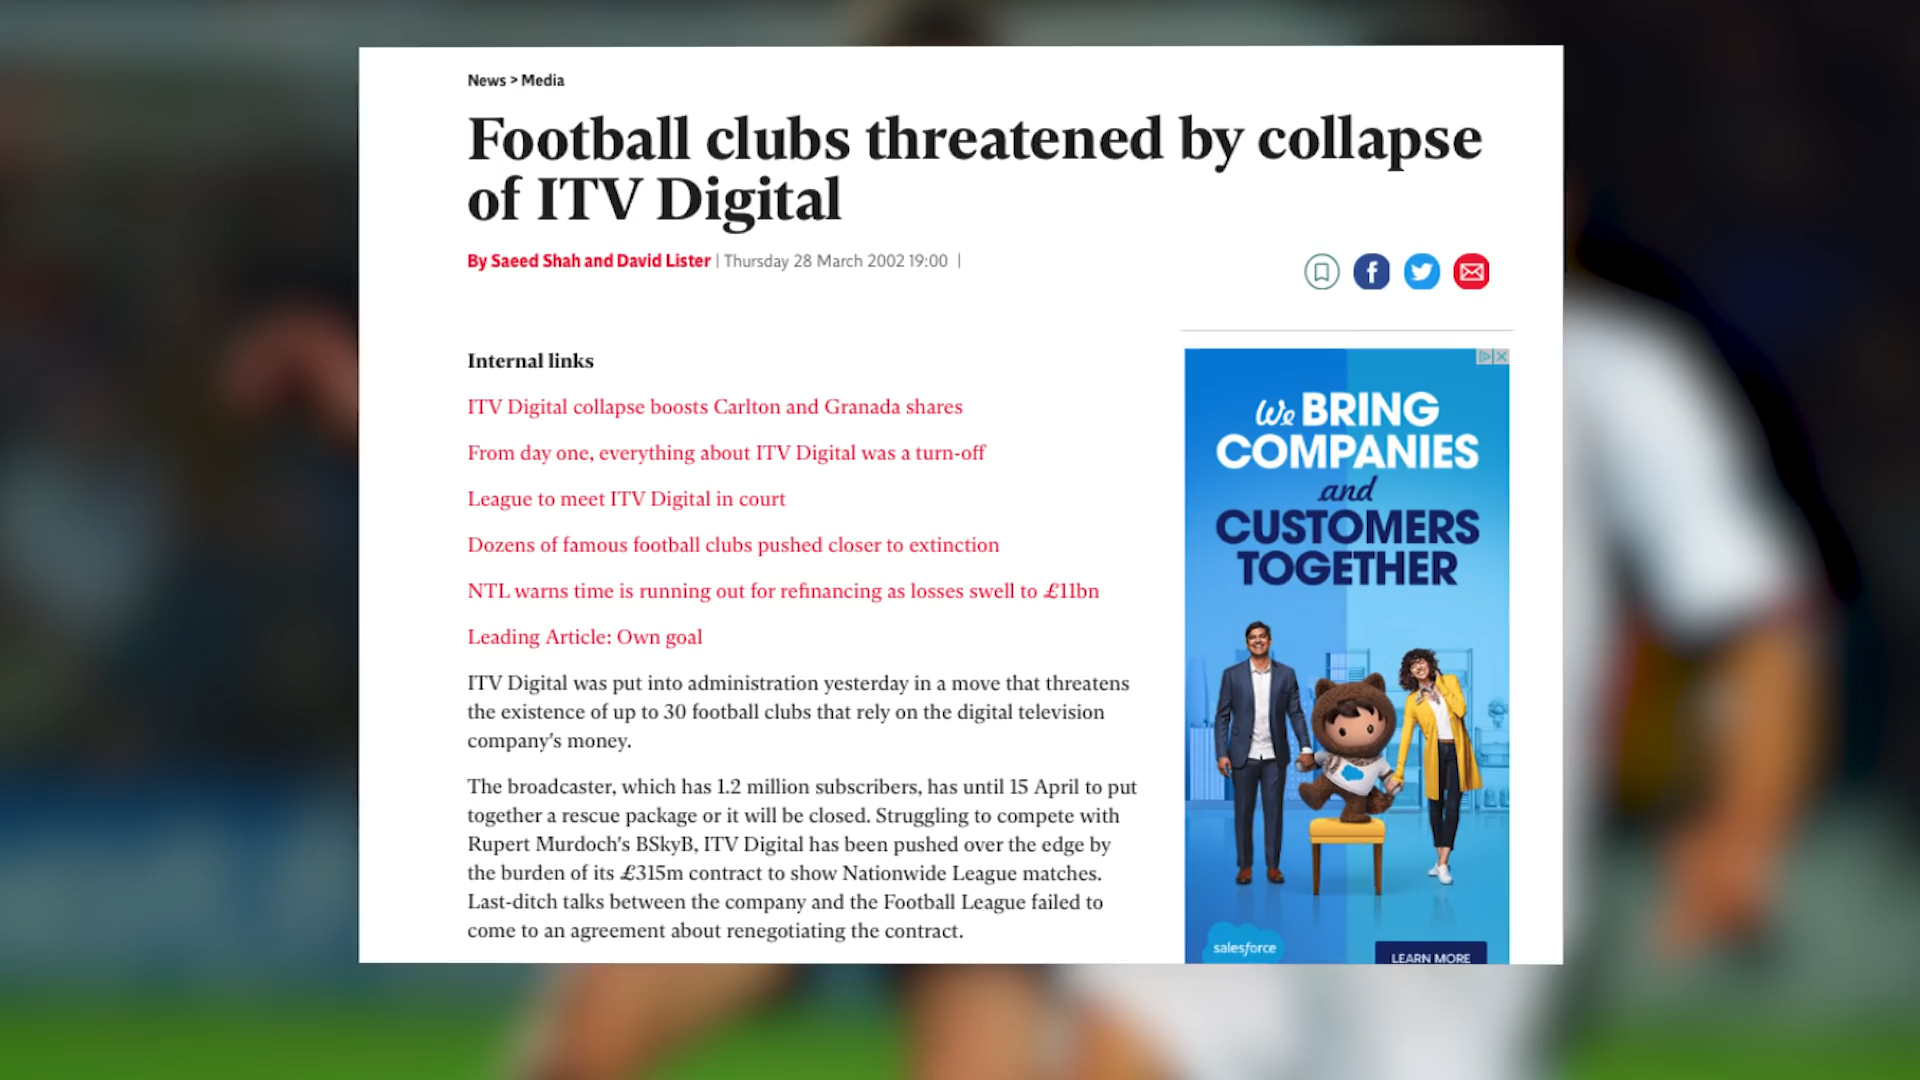 News > Media
Football clubs threatened by collapse
of ITV Digital
By Saeed Shah and David Lister | Thursday 28 March 2002 19:00 |
Internal links
ITV Digital collapse boosts Carlton and Granada shares
From day one, everything about ITV Digital was a turn-off
League to meet ITV Digital in court
Dozens of famous football clubs pushed closer to extinction
NTL warns time is running out for refinancing as losses swell to £11bn
Leading Article: Own goal
ITV Digital was put into administration yesterday in a move that threatens
the existence of up to 30 football clubs that rely on the digital television
company's money.
The broadcaster, which has 1.2 million subscribers, has until 15 April to put
together a rescue package or it will be closed. Struggling to compete with
Rupert Murdoch's BSkyB, ITV Digital has been pushed over the edge by
the burden of its £315m contract to show Nationwide League matches.
Last-ditch talks between the company and the Football League failed to
come to an agreement about renegotiating the contract.
We BRING
COMPANIES
and
CUSTOMERS
TOGETHER
salesforce
LEARN MORE